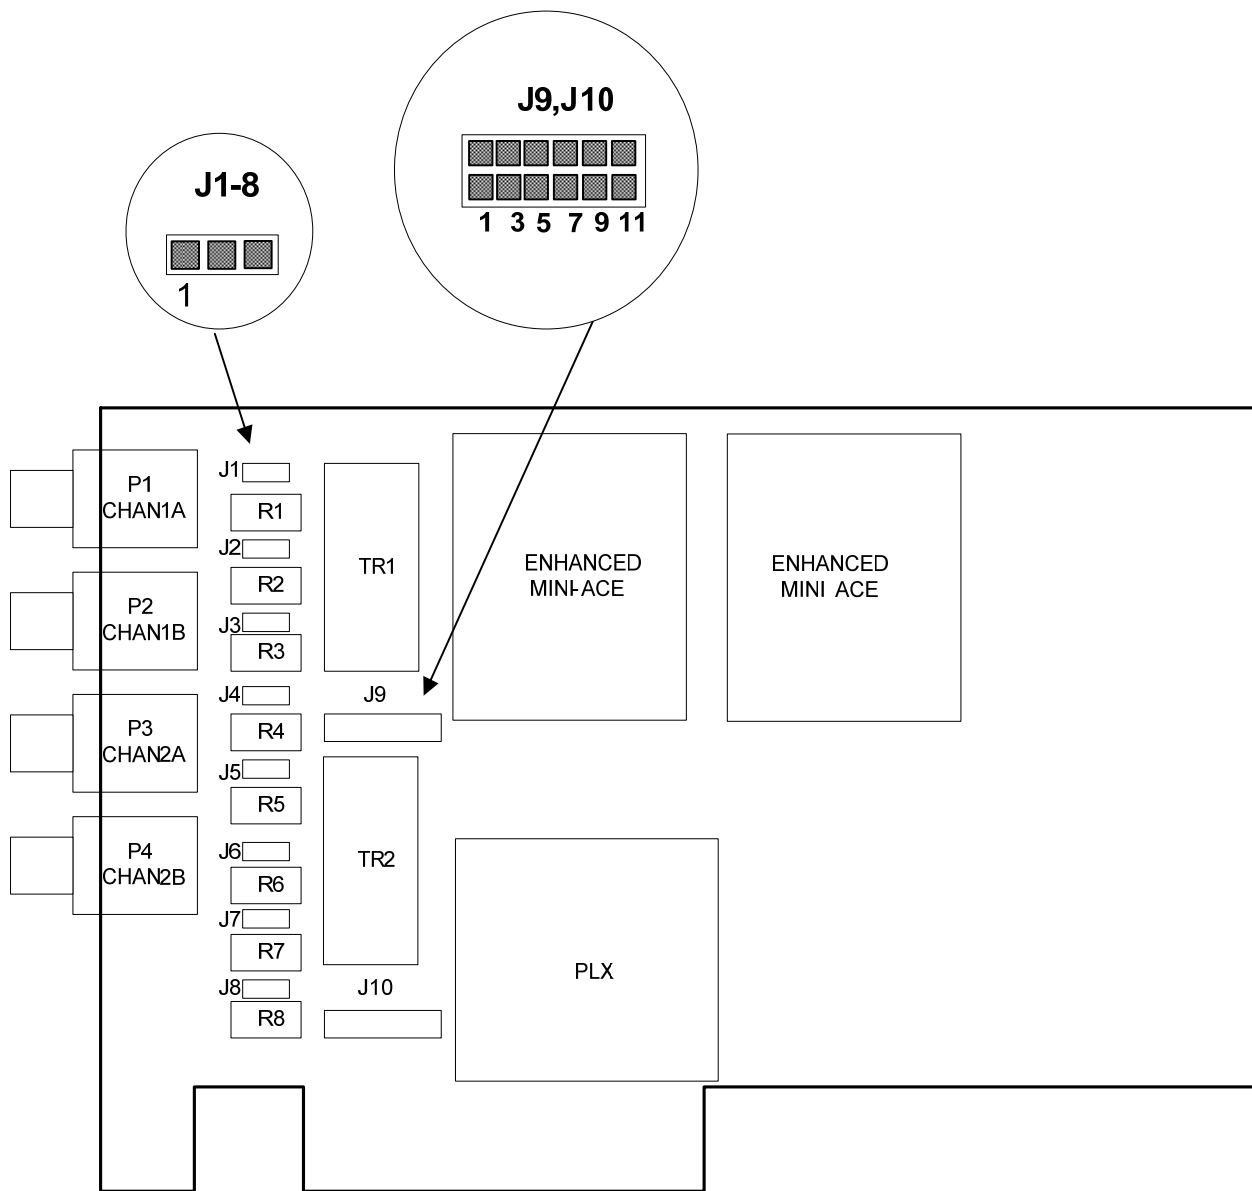 J9,J10
1 3 5 7 9 11
J1-8
1
P1
CHAN1A
P2
CHAN1B
P3
CHAN2A
P4
CHAN2B
J1
R1
J2
R2
J3
R3
J4
R4
J5
R5
J6
R6
J7
R7
J8
R8
TR1
J9
TR2
J10
ENHANCED
MINI-ACE
ENHANCED
MINI ACE
PLX